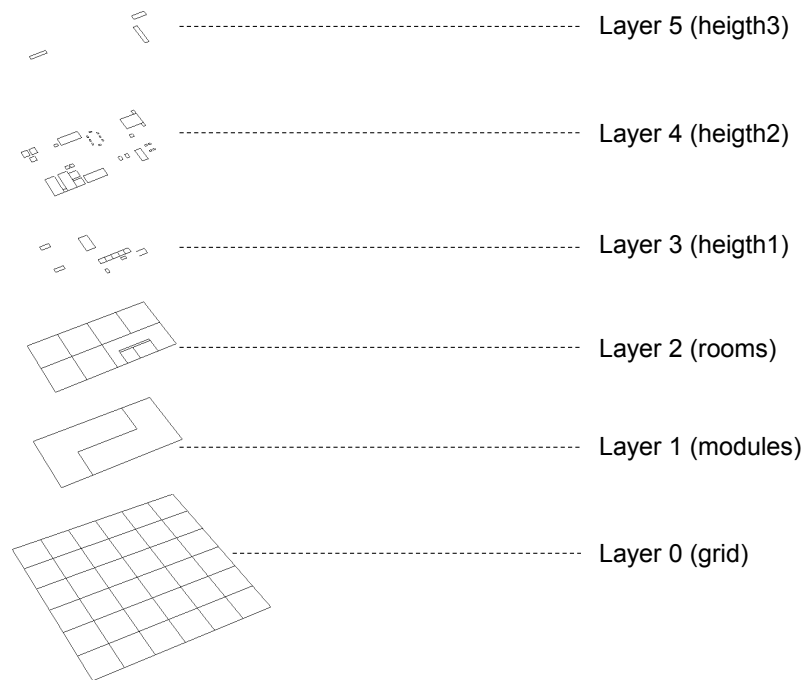 Layer 5 (heigth3)
Layer 4 (heigth2)
Layer 3 (heigth1)
Layer 2 (rooms)
Layer 1 (modules)
Layer 0 (grid)